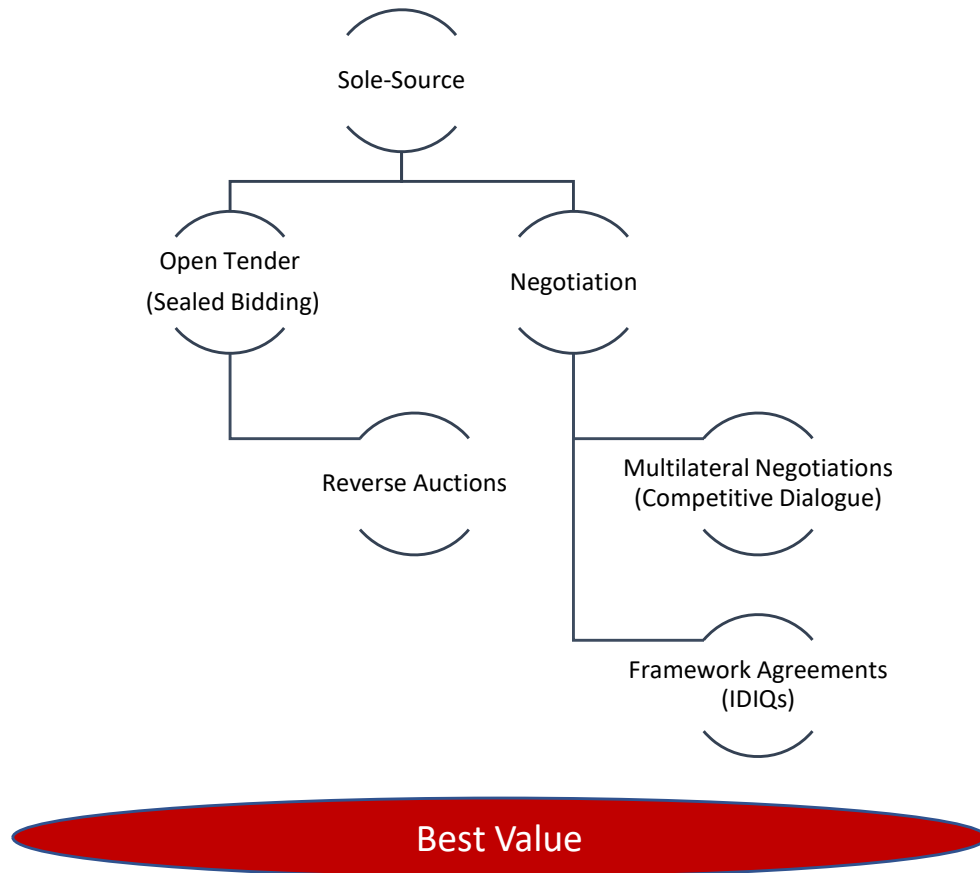 Sole-Source
Open Tender
(Sealed Bidding)
Negotiation
Reverse Auctions
Multilateral Negotiations
(Competitive Dialogue)
Framework Agreements
(IDIQs)
Best Value